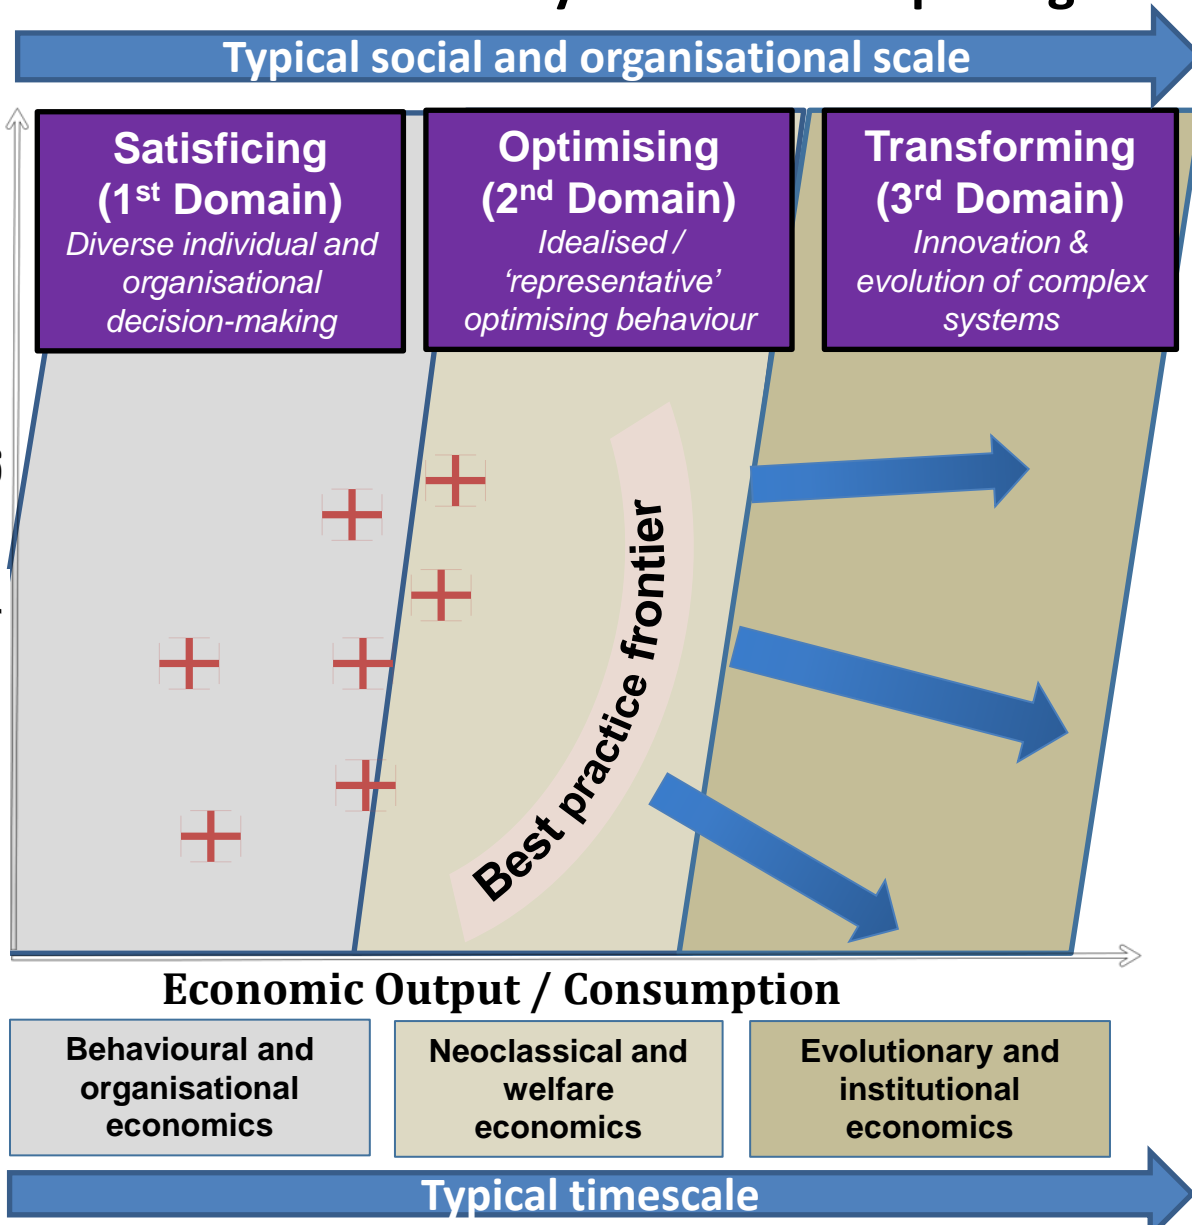 Typical social and organisational scale
Satisficing
(1st Domain)
Diverse individual and
organisational
decision-making
Optimising
(2nd Domain)
Idealised /
‘representative’
optimising behaviour
Transforming
(3rd Domain)
Innovation &
evolution of complex
systems
Best practice frontier
Economic Output / Consumption
Behavioural and
organisational
economics
Neoclassical and
welfare
economics
Evolutionary and
institutional
economics
Typical timescale